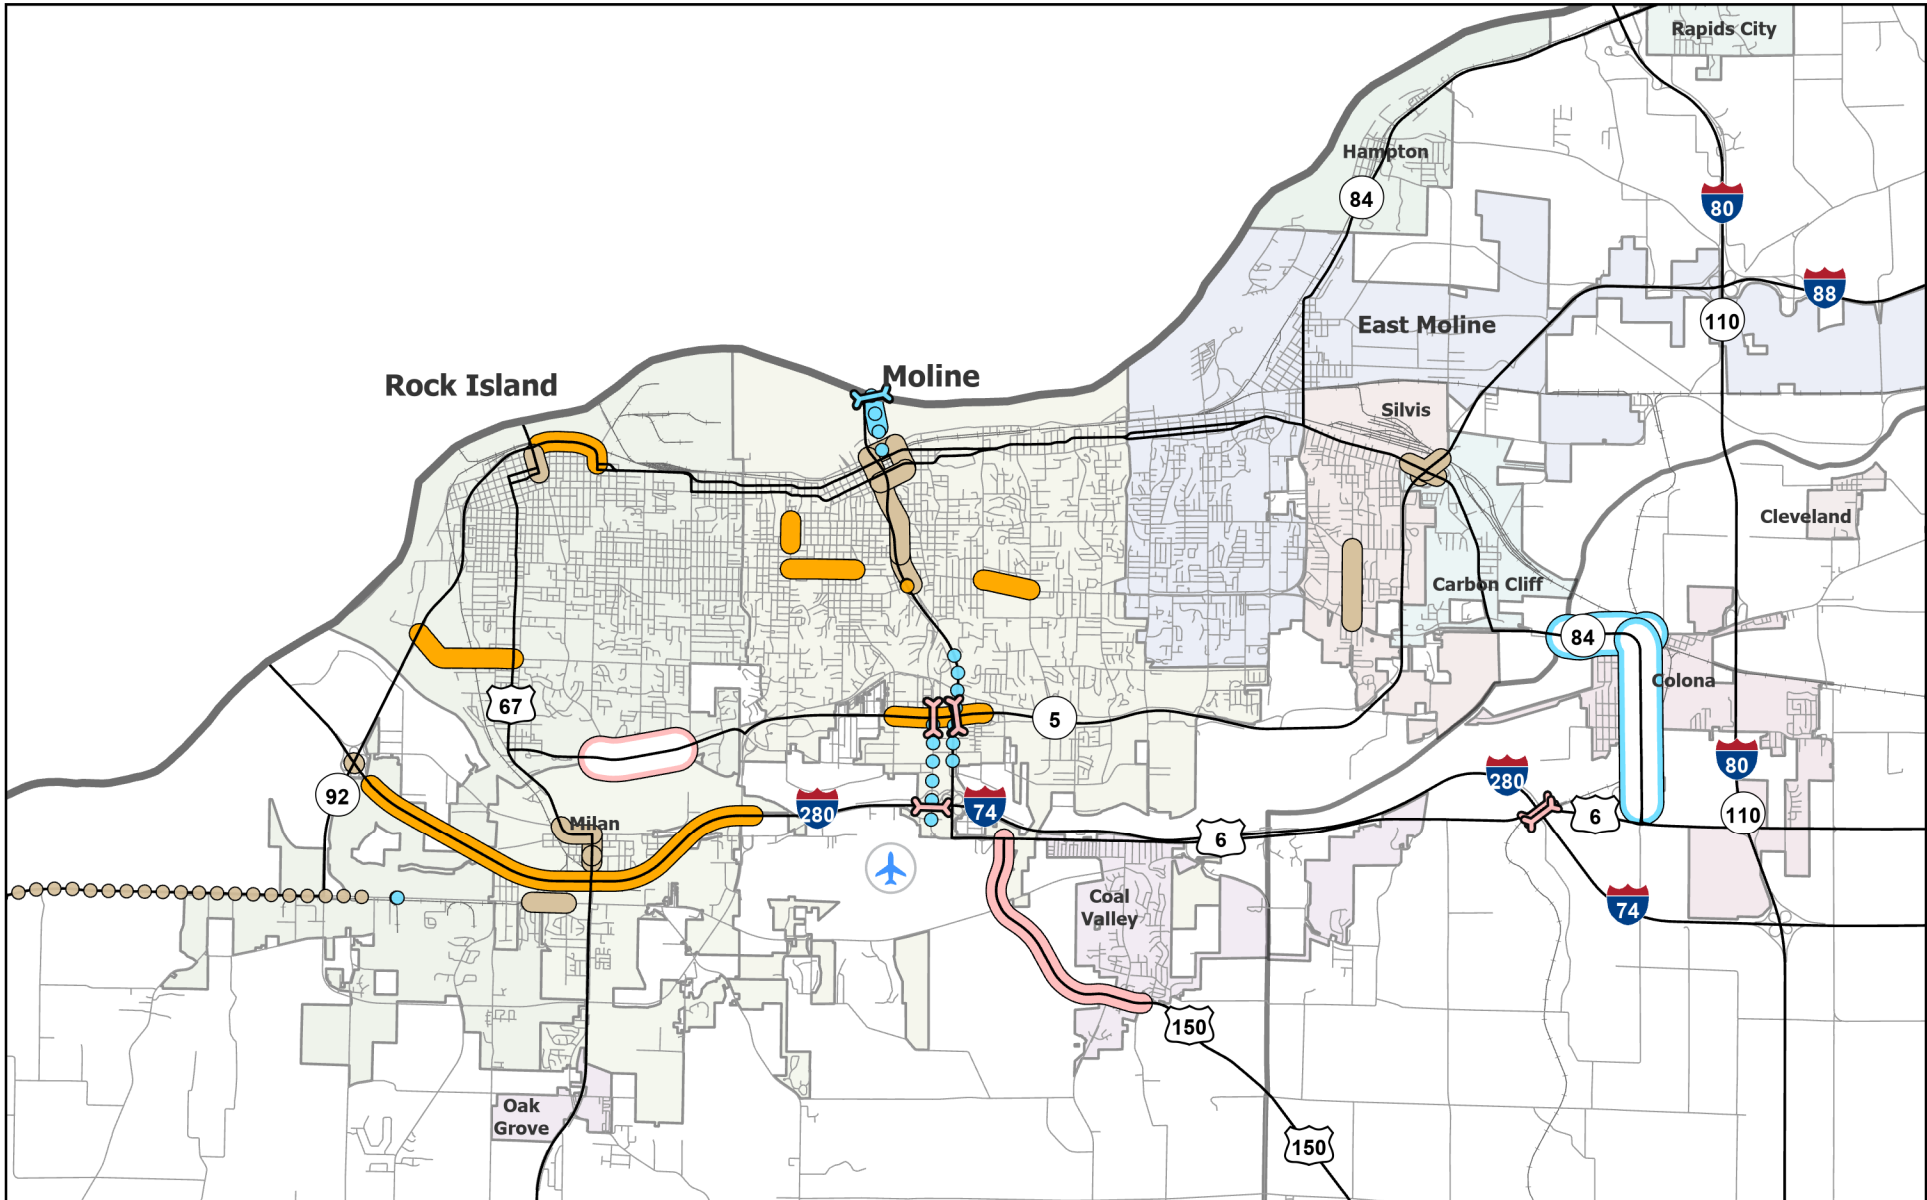 Rapids City
Hampton
84
80
88
110
East Moline
Moline
Rock Island
Silvis
Cleveland
Carbon Cliff
84
Colona
67
5
80
280
92
280
74
6
110
Milan
6
Coal
Valley
74
150
Oak
Grove
150